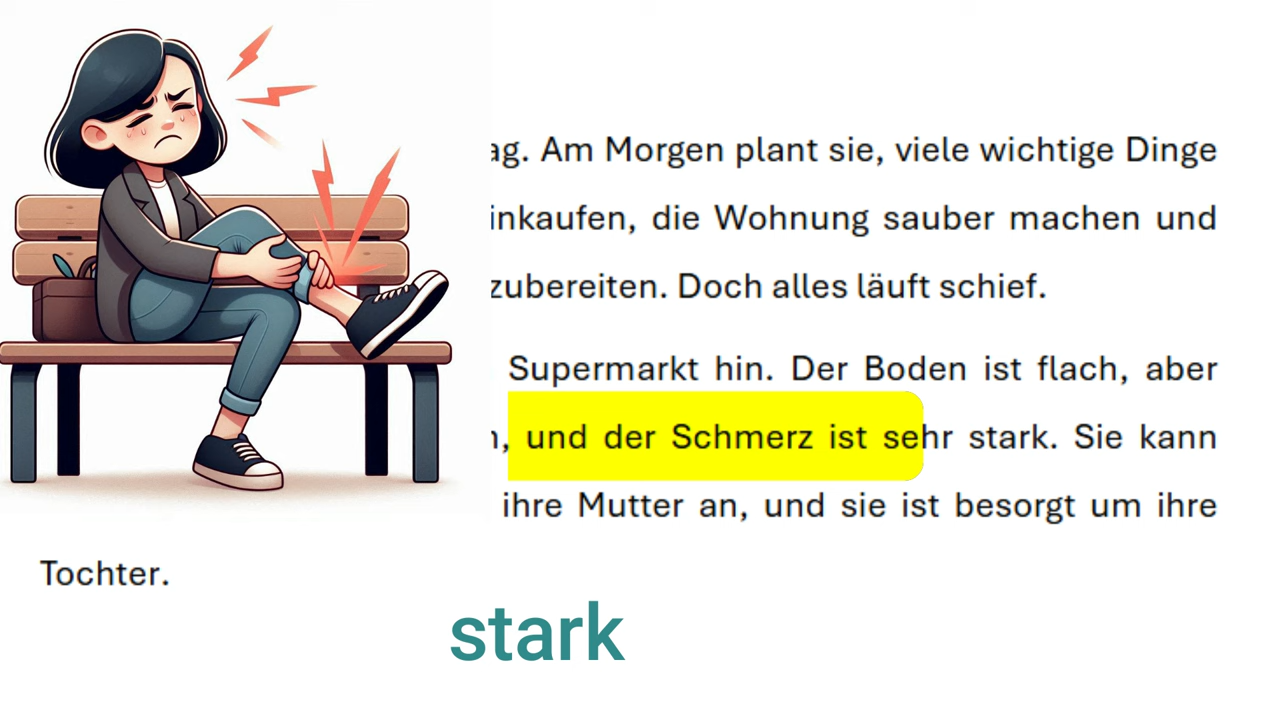 ag. Am Morgen plant sie, viele wichtige Dinge
inkaufen, die Wohnung sauber machen und
zubereiten. Doch alles läuft schief.
Supermarkt hin. Der Boden ist flach, aber
, und der Schmerz ist sehr stark. Sie kann
ihre Mutter an, und sie ist besorgt um ihre
Tochter.
stark